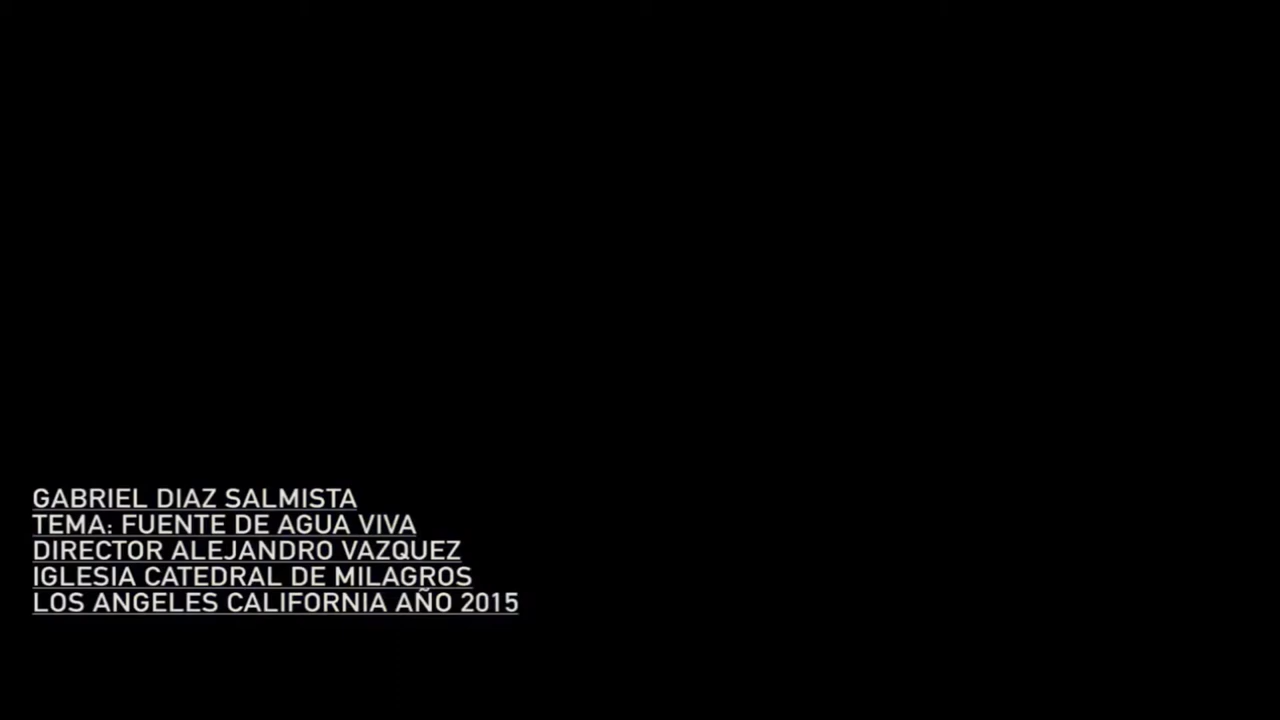 GABRIEL DIAZ SALMISTA
TEMA: FUENTE DE AGUA VIVA
DIRECTOR ALEJANDRO VAZQUEZ
IGLESIA CATEDRAL DE MILAGROS
LOS ANGELES CALIFORNIA AÑO 2015